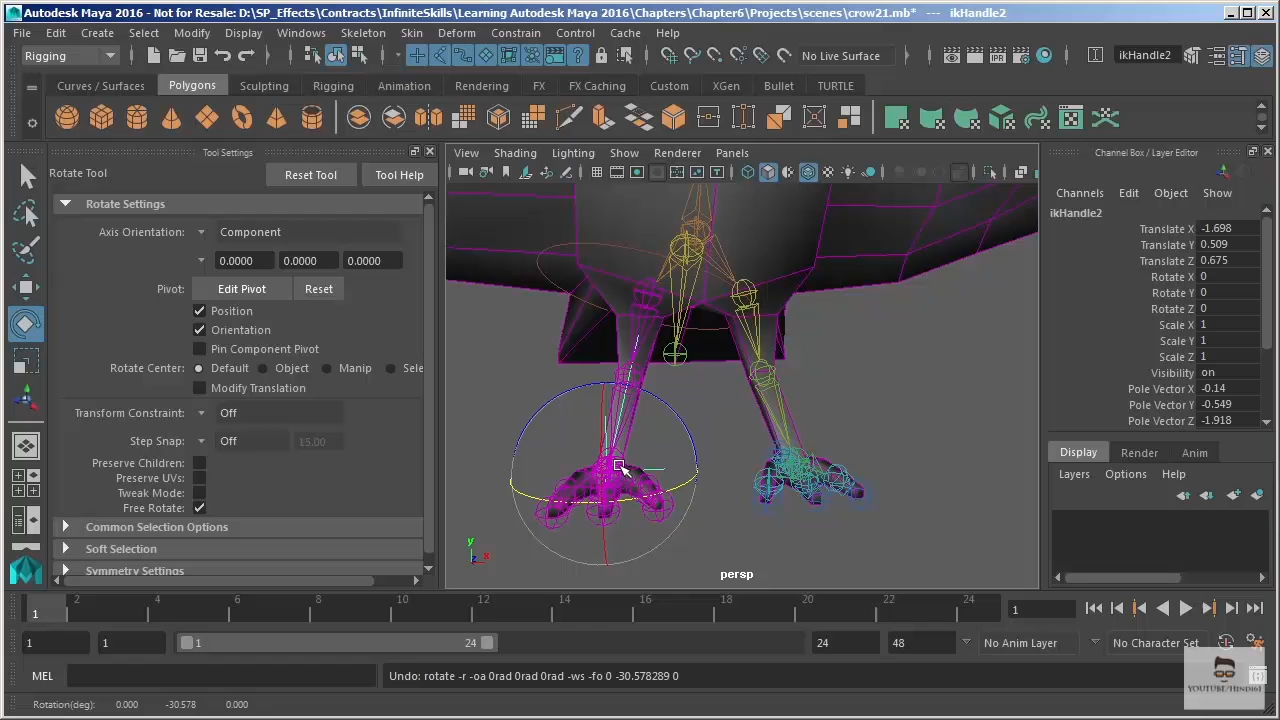 Autodesk Maya 2016 - Not for Resale: D:\SP_Effects\Contracts\InfiniteSkills\Learning Autodesk Maya 2016\Chapters\Chapter6\Projects\scenes\crow21.mb* --- ikHandle2
File Edit Create Select Modify Display Windows Skeleton Skin Deform Constrain Control Cache Help
Rigging No Live Surface ikHandle2
Curves / Surfaces Polygons Sculpting Rigging Animation Rendering FX FX Caching Custom XGen Bullet TURTLE
Tool Settings
View Shading Lighting Show Renderer Panels
Channel Box / Layer Editor
Rotate Tool Reset Tool Tool Help
Channels Edit Object Show
Rotate Settings
ikHandle2
Axis Orientation: Component
0.0000 0.0000 0.0000
Pivot: Edit Pivot Reset
Position
Orientation
Pin Component Pivot
Rotate Center: Default Object Manip Sele
Modify Translation
Transform Constraint: Off
Step Snap: Off 15.00
Preserve Children:
Preserve UVs:
Tweak Mode:
Free Rotate:
Common Selection Options
Soft Selection
Symmetry Settings
y
x
z
persp
Translate X -1.698
Translate Y 0.509
Translate Z 0.675
Rotate X 0
Rotate Y 0
Rotate Z 0
Scale X 1
Scale Y 1
Scale Z 1
Visibility on
Pole Vector X -0.14
Pole Vector Y -0.549
Pole Vector Z -1.918
Display Render Anim
Layers Options Help
1 2 4 6 8 10 12 14 16 18 20 22 24 1
1 1 1 24 24 48 No Anim Layer No Character Set
MEL Undo: rotate -r -oa 0rad 0rad 0rad -ws -fo 0 -30.578289 0
YOUTUBE/Hindi61
Rotation(deg): 0.000 -30.578 0.000